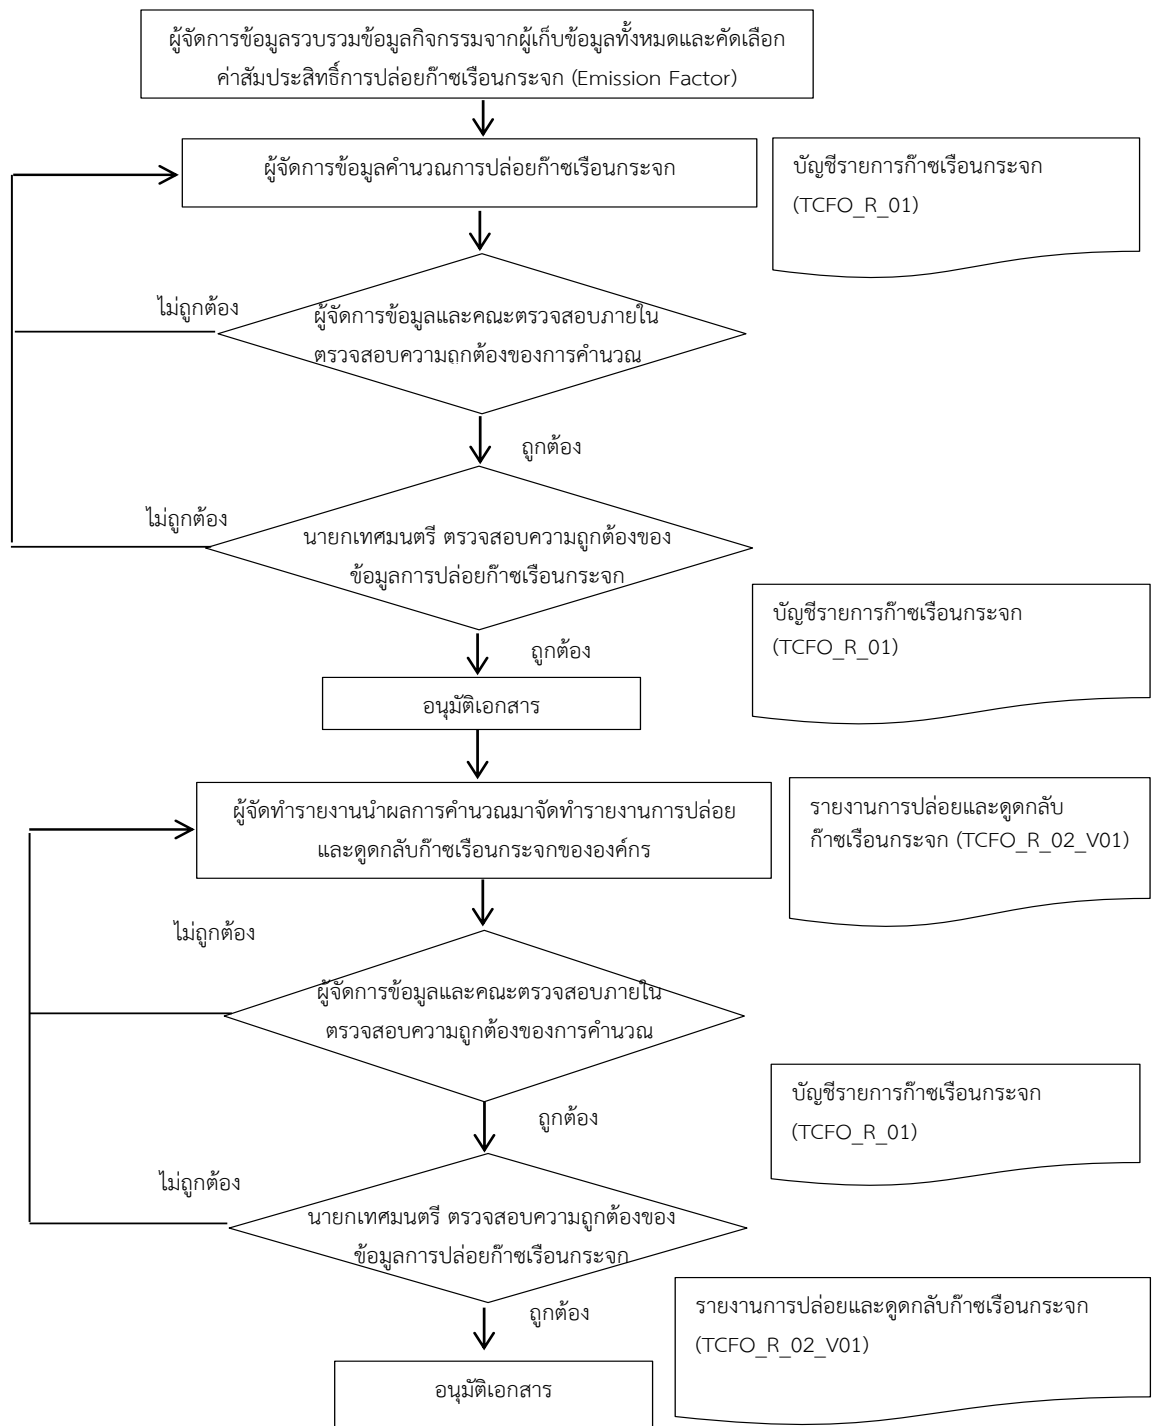 ผู้จัดการข้อมูลรวบรวมข้อมูลกิจกรรมจากผู้เก็บข้อมูลทั้งหมดและคัดเลือก
ค่าสัมประสิทธิ์การปล่อยก๊าซเรือนกระจก (Emission Factor)
ผู้จัดการข้อมูลคำนวณการปล่อยก๊าซเรือนกระจก
บัญชีรายการก๊าซเรือนกระจก
(TCFO_R_01)
ไม่ถูกต้อง
ผู้จัดการข้อมูลและคณะตรวจสอบภายใน
ตรวจสอบความถูกต้องของการคำนวณ
ถูกต้อง
ไม่ถูกต้อง
นายกเทศมนตรี ตรวจสอบความถูกต้องของ
ข้อมูลการปล่อยก๊าซเรือนกระจก
บัญชีรายการก๊าซเรือนกระจก
(TCFO_R_01)
ถูกต้อง
อนุมัติเอกสาร
ผู้จัดทำรายงานนำผลการคำนวณมาจัดทำรายงานการปล่อย
และดูดกลับก๊าซเรือนกระจกขององค์กร
รายงานการปล่อยและดูดกลับ
ก๊าซเรือนกระจก (TCFO_R_02_V01)
ไม่ถูกต้อง
ผู้จัดการข้อมูลและคณะตรวจสอบภายใน
ตรวจสอบความถูกต้องของการคำนวณ
บัญชีรายการก๊าซเรือนกระจก
(TCFO_R_01)
ถูกต้อง
ไม่ถูกต้อง
นายกเทศมนตรี ตรวจสอบความถูกต้องของ
ข้อมูลการปล่อยก๊าซเรือนกระจก
รายงานการปล่อยและดูดกลับก๊าซเรือนกระจก
(TCFO_R_02_V01)
ถูกต้อง
อนุมัติเอกสาร